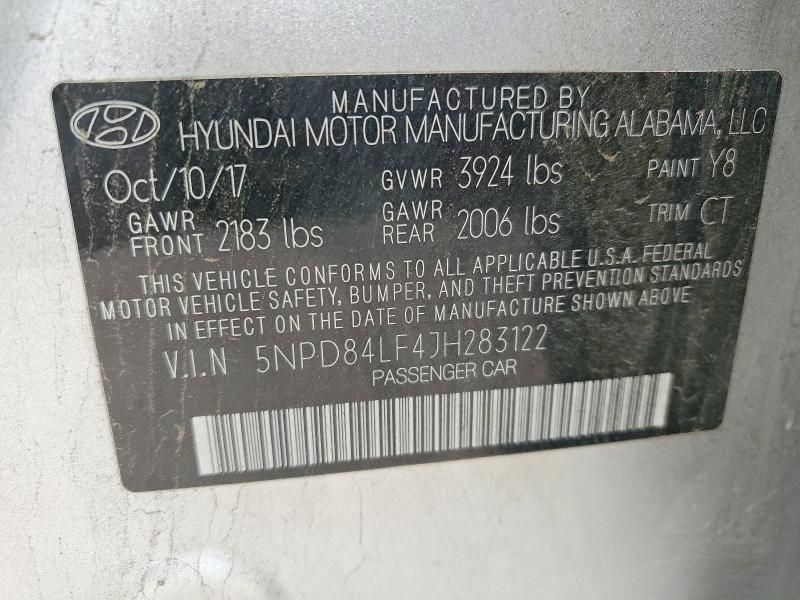 MANUFACTURED BY
HYUNDAI MOTOR MANUFACTURING ALABAMA, LLC
Oct/10/17 GVWR 3924 lbs PAINT Y8
GAWR FRONT 2183 lbs GAWR REAR 2006 lbs TRIM CT
THIS VEHICLE CONFORMS TO ALL APPLICABLE U.S.A. FEDERAL
MOTOR VEHICLE SAFETY, BUMPER, AND THEFT PREVENTION STANDARDS
IN EFFECT ON THE DATE OF MANUFACTURE SHOWN ABOVE
V.I.N 5NPD84LF4JH283122
PASSENGER CAR